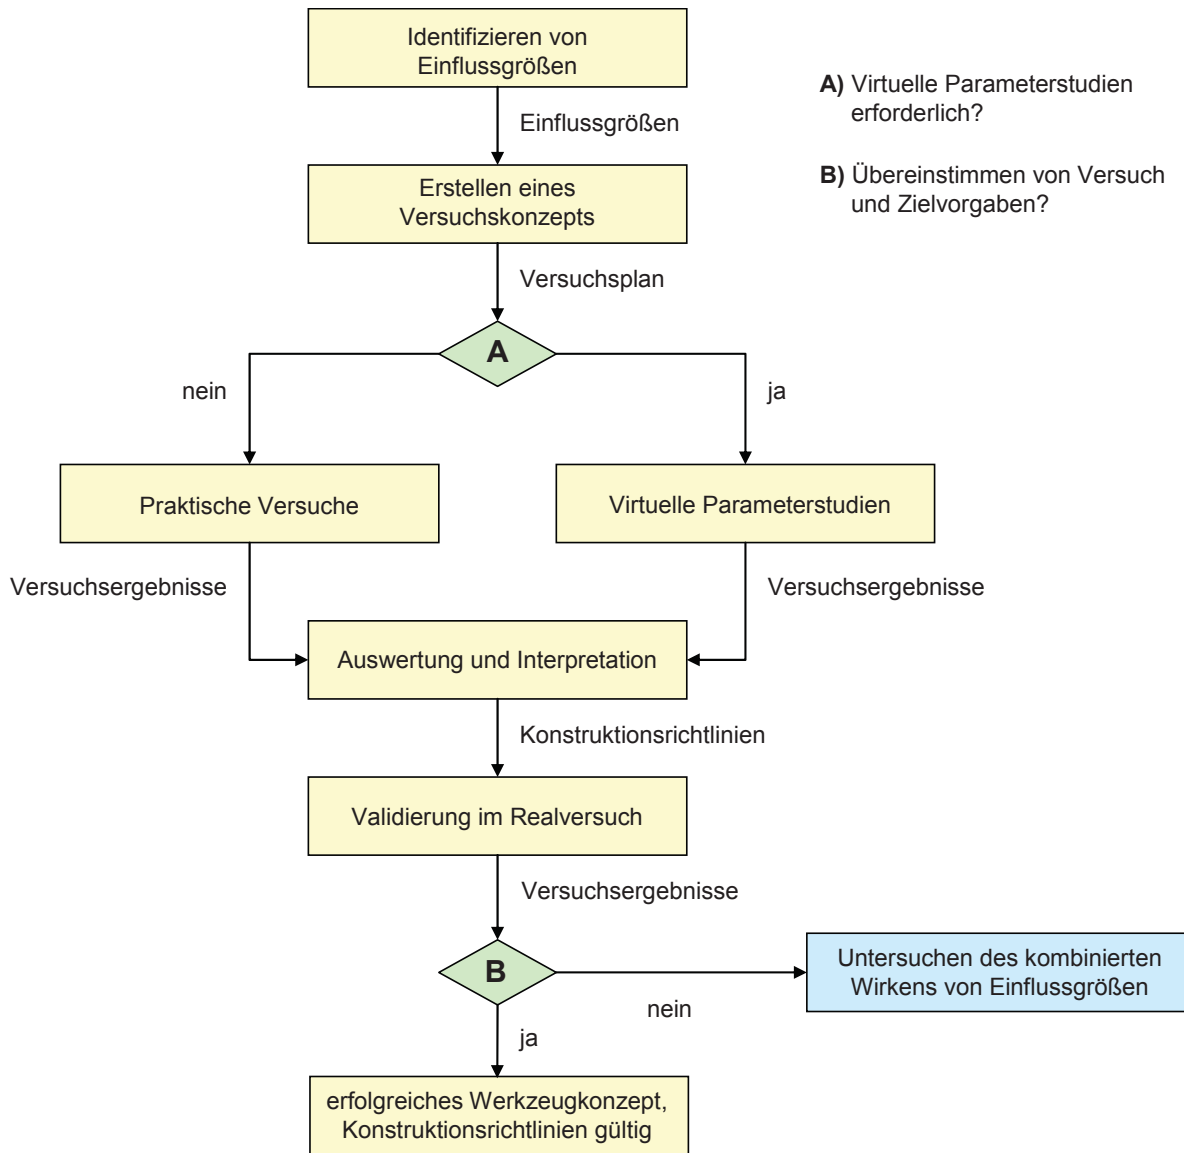 Identifizieren von
Einflussgrößen
A) Virtuelle Parameterstudien
erforderlich?
Einflussgrößen
B) Übereinstimmen von Versuch
und Zielvorgaben?
Erstellen eines
Versuchskonzepts
Versuchsplan
A
nein
ja
Praktische Versuche
Virtuelle Parameterstudien
Versuchsergebnisse
Versuchsergebnisse
Auswertung und Interpretation
Konstruktionsrichtlinien
Validierung im Realversuch
Versuchsergebnisse
B
Untersuchen des kombinierten
Wirkens von Einflussgrößen
nein
ja
erfolgreiches Werkzeugkonzept,
Konstruktionsrichtlinien gültig